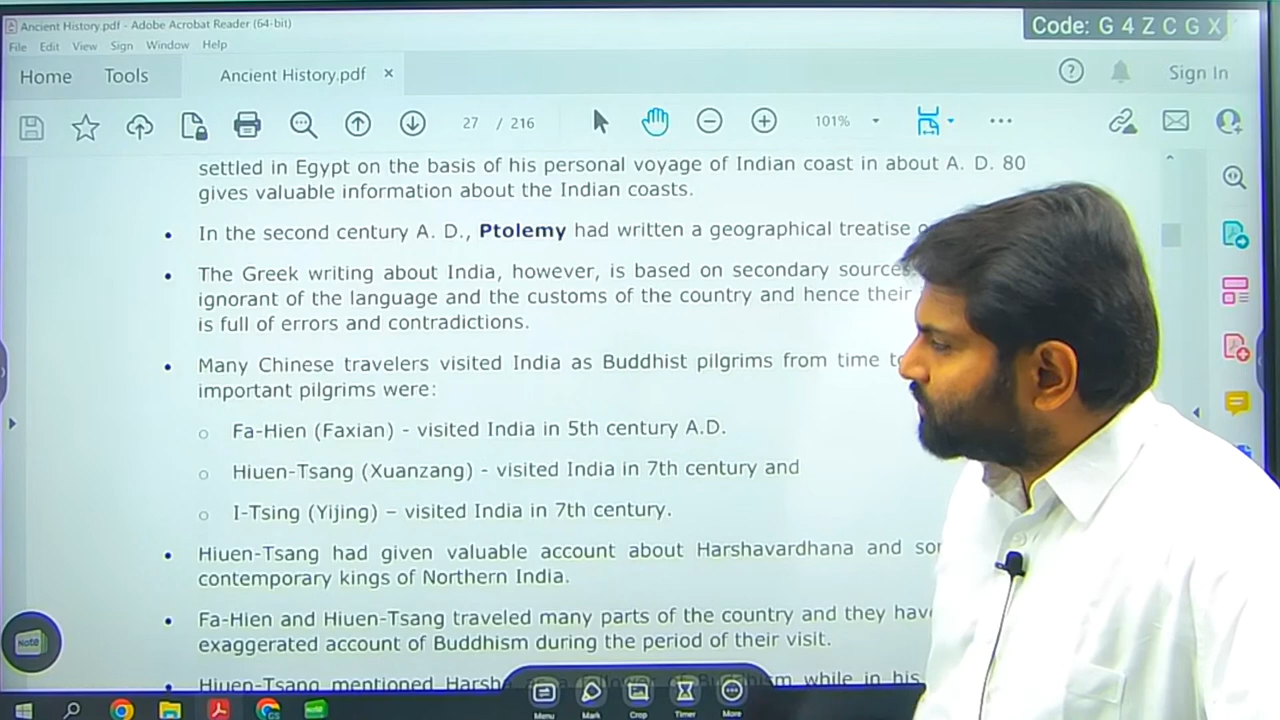 Ancient History.pdf - Adobe Acrobat Reader (64-bit)
Code: G 4 Z C G X
File Edit View Sign Window Help
Home Tools Ancient History.pdf × Sign In
27 / 216 101%
settled in Egypt on the basis of his personal voyage of Indian coast in about A. D. 80
gives valuable information about the Indian coasts.
• In the second century A. D., Ptolemy had written a geographical treatise
• The Greek writing about India, however, is based on secondary
ignorant of the language and the customs of the country and hence their
is full of errors and contradictions.
• Many Chinese travelers visited India as Buddhist pilgrims from time
important pilgrims were:
o Fa-Hien (Faxian) - visited India in 5th century A.D.
o Hiuen-Tsang (Xuanzang) - visited India in 7th century and
o I-Tsing (Yijing) – visited India in 7th century.
• Hiuen-Tsang had given valuable account about Harshavardhana and
contemporary kings of Northern India.
• Fa-Hien and Hiuen-Tsang traveled many parts of the country and they
exaggerated account of Buddhism during the period of their visit.
• Hiuen-Tsang mentioned while in his
Note
Menu Mark Crop Timer More